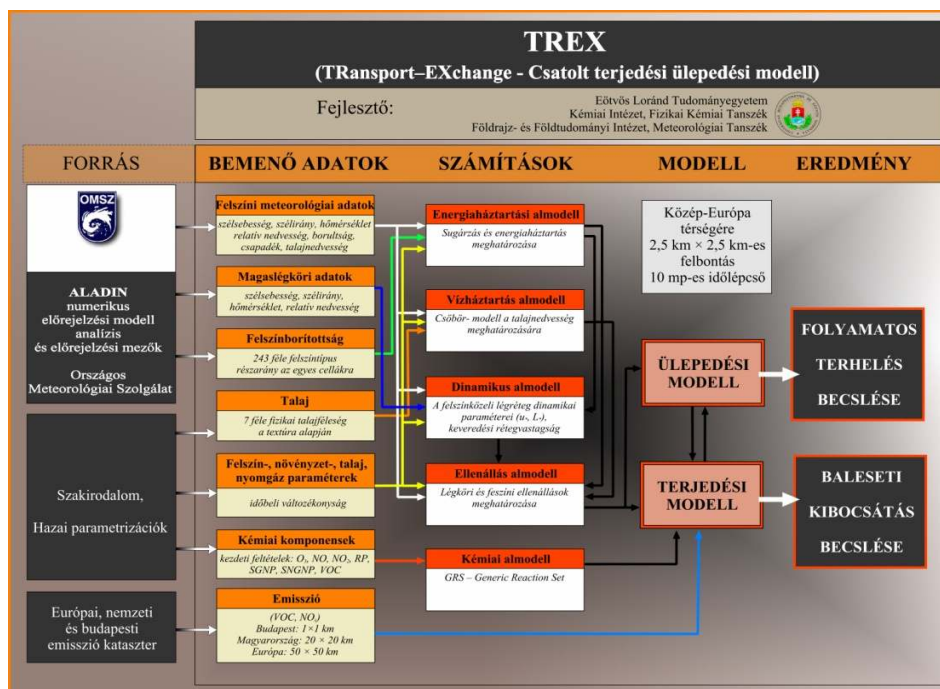 TREX
(TRansport–EXchange - Csatolt terjedési ülepedési modell)
Fejlesztő:
Eötvös Loránd Tudományegyetem
Kémiai Intézet, Fizikai Kémiai Tanszék
Földrajz- és Földtudományi Intézet, Meteorológiai Tanszék
FORRÁS
BEMENŐ ADATOK
SZÁMÍTÁSOK
MODELL
EREDMÉNY
OMSZ
ALADIN
numerikus
előrejelzési modell
analízis
és előrejelzési mezők
Országos
Meteorológiai Szolgálat
Szakirodalom,
Hazai parametrizációk
Európai, nemzeti
és budapesti
emisszió kataszter
Felszíni meteorológiai adatok
szélsebesség, szélirány, hőmérséklet
relatív nedvesség, borultság,
csapadék, talajnedvesség
Magaslégköri adatok
szélsebesség, szélirány,
hőmérséklet, relatív nedvesség
Felszínborítottság
243 féle felszíntípus
részarány az egyes cellákra
Talaj
7 féle fizikai talajféleség
a textúra alapján
Felszín-, növényzet-, talaj,
nyomgáz paraméterek
időbeli változékonyság
Kémiai komponensek
kezdeti feltételek: O₃, NO, NO₂, RP,
SGNP, SNGNP, VOC
Emisszió
(VOC, NOₓ)
Budapest: 1×1 km
Magyarország: 20 × 20 km
Európa: 50 × 50 km
Energiaháztartási almodell
Sugárzás és energiaháztartás
meghatározása
Vízháztartás almodell
Csöbör- modell a talajnedvesség
meghatározására
Dinamikus almodell
A felszínközeli légréteg dinamikai
paraméterei (u*, L*),
keveredési rétegvastagság
Ellenállás almodell
Légköri és feszíni ellenállások
meghatározása
Kémiai almodell
GRS – Generic Reaction Set
Közép-Európa
térségére
2,5 km × 2,5 km-es
felbontás
10 mp-es időlépcső
ÜLEPEDÉSI
MODELL
TERJEDÉSI
MODELL
FOLYAMATOS
TERHELÉS
BECSLÉSE
BALESETI
KIBOCSÁTÁS
BECSLÉSE